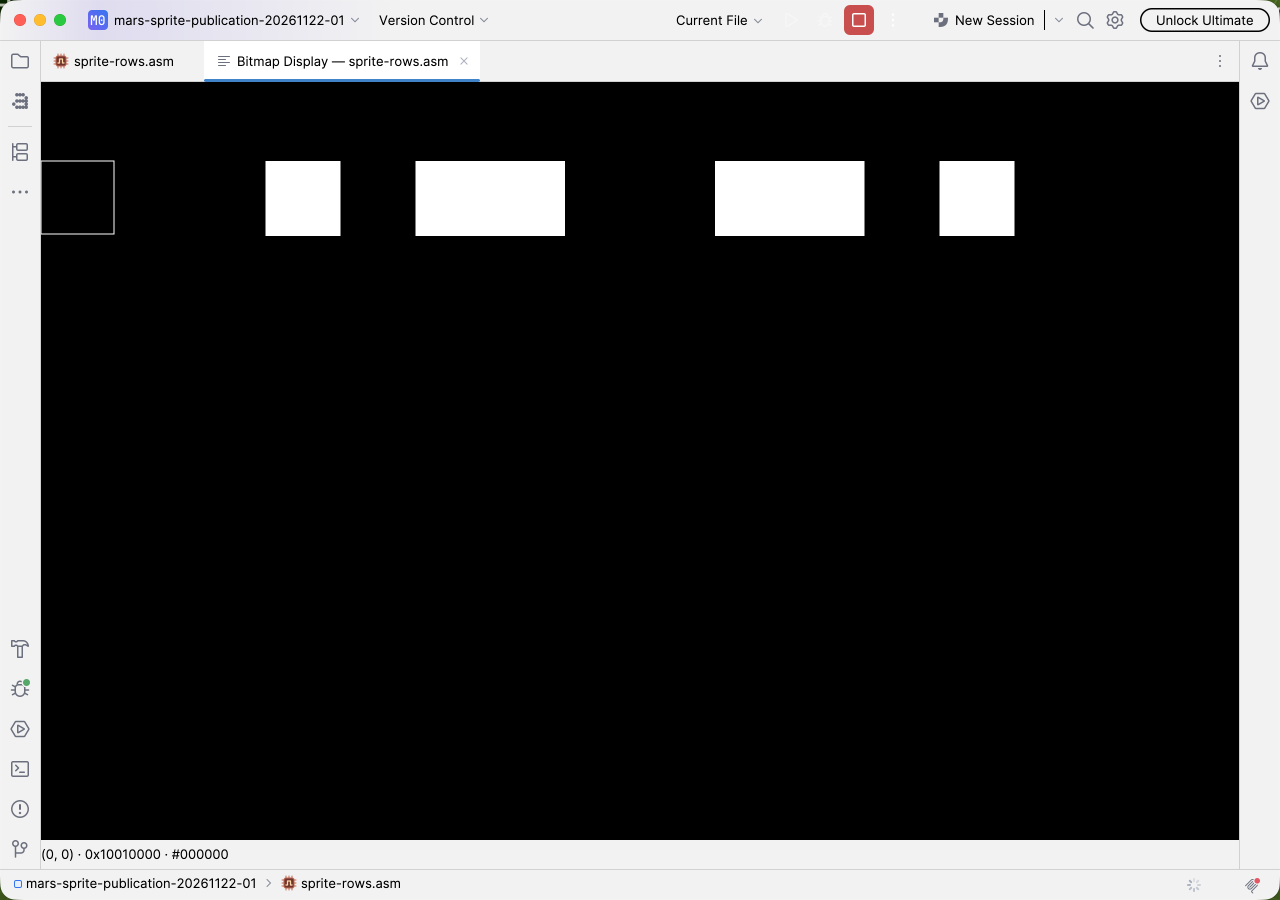 M0 mars-sprite-publication-20261122-01 Version Control Current File New Session Unlock Ultimate
sprite-rows.asm Bitmap Display — sprite-rows.asm
(0, 0) · 0x10010000 · #000000
mars-sprite-publication-20261122-01 sprite-rows.asm